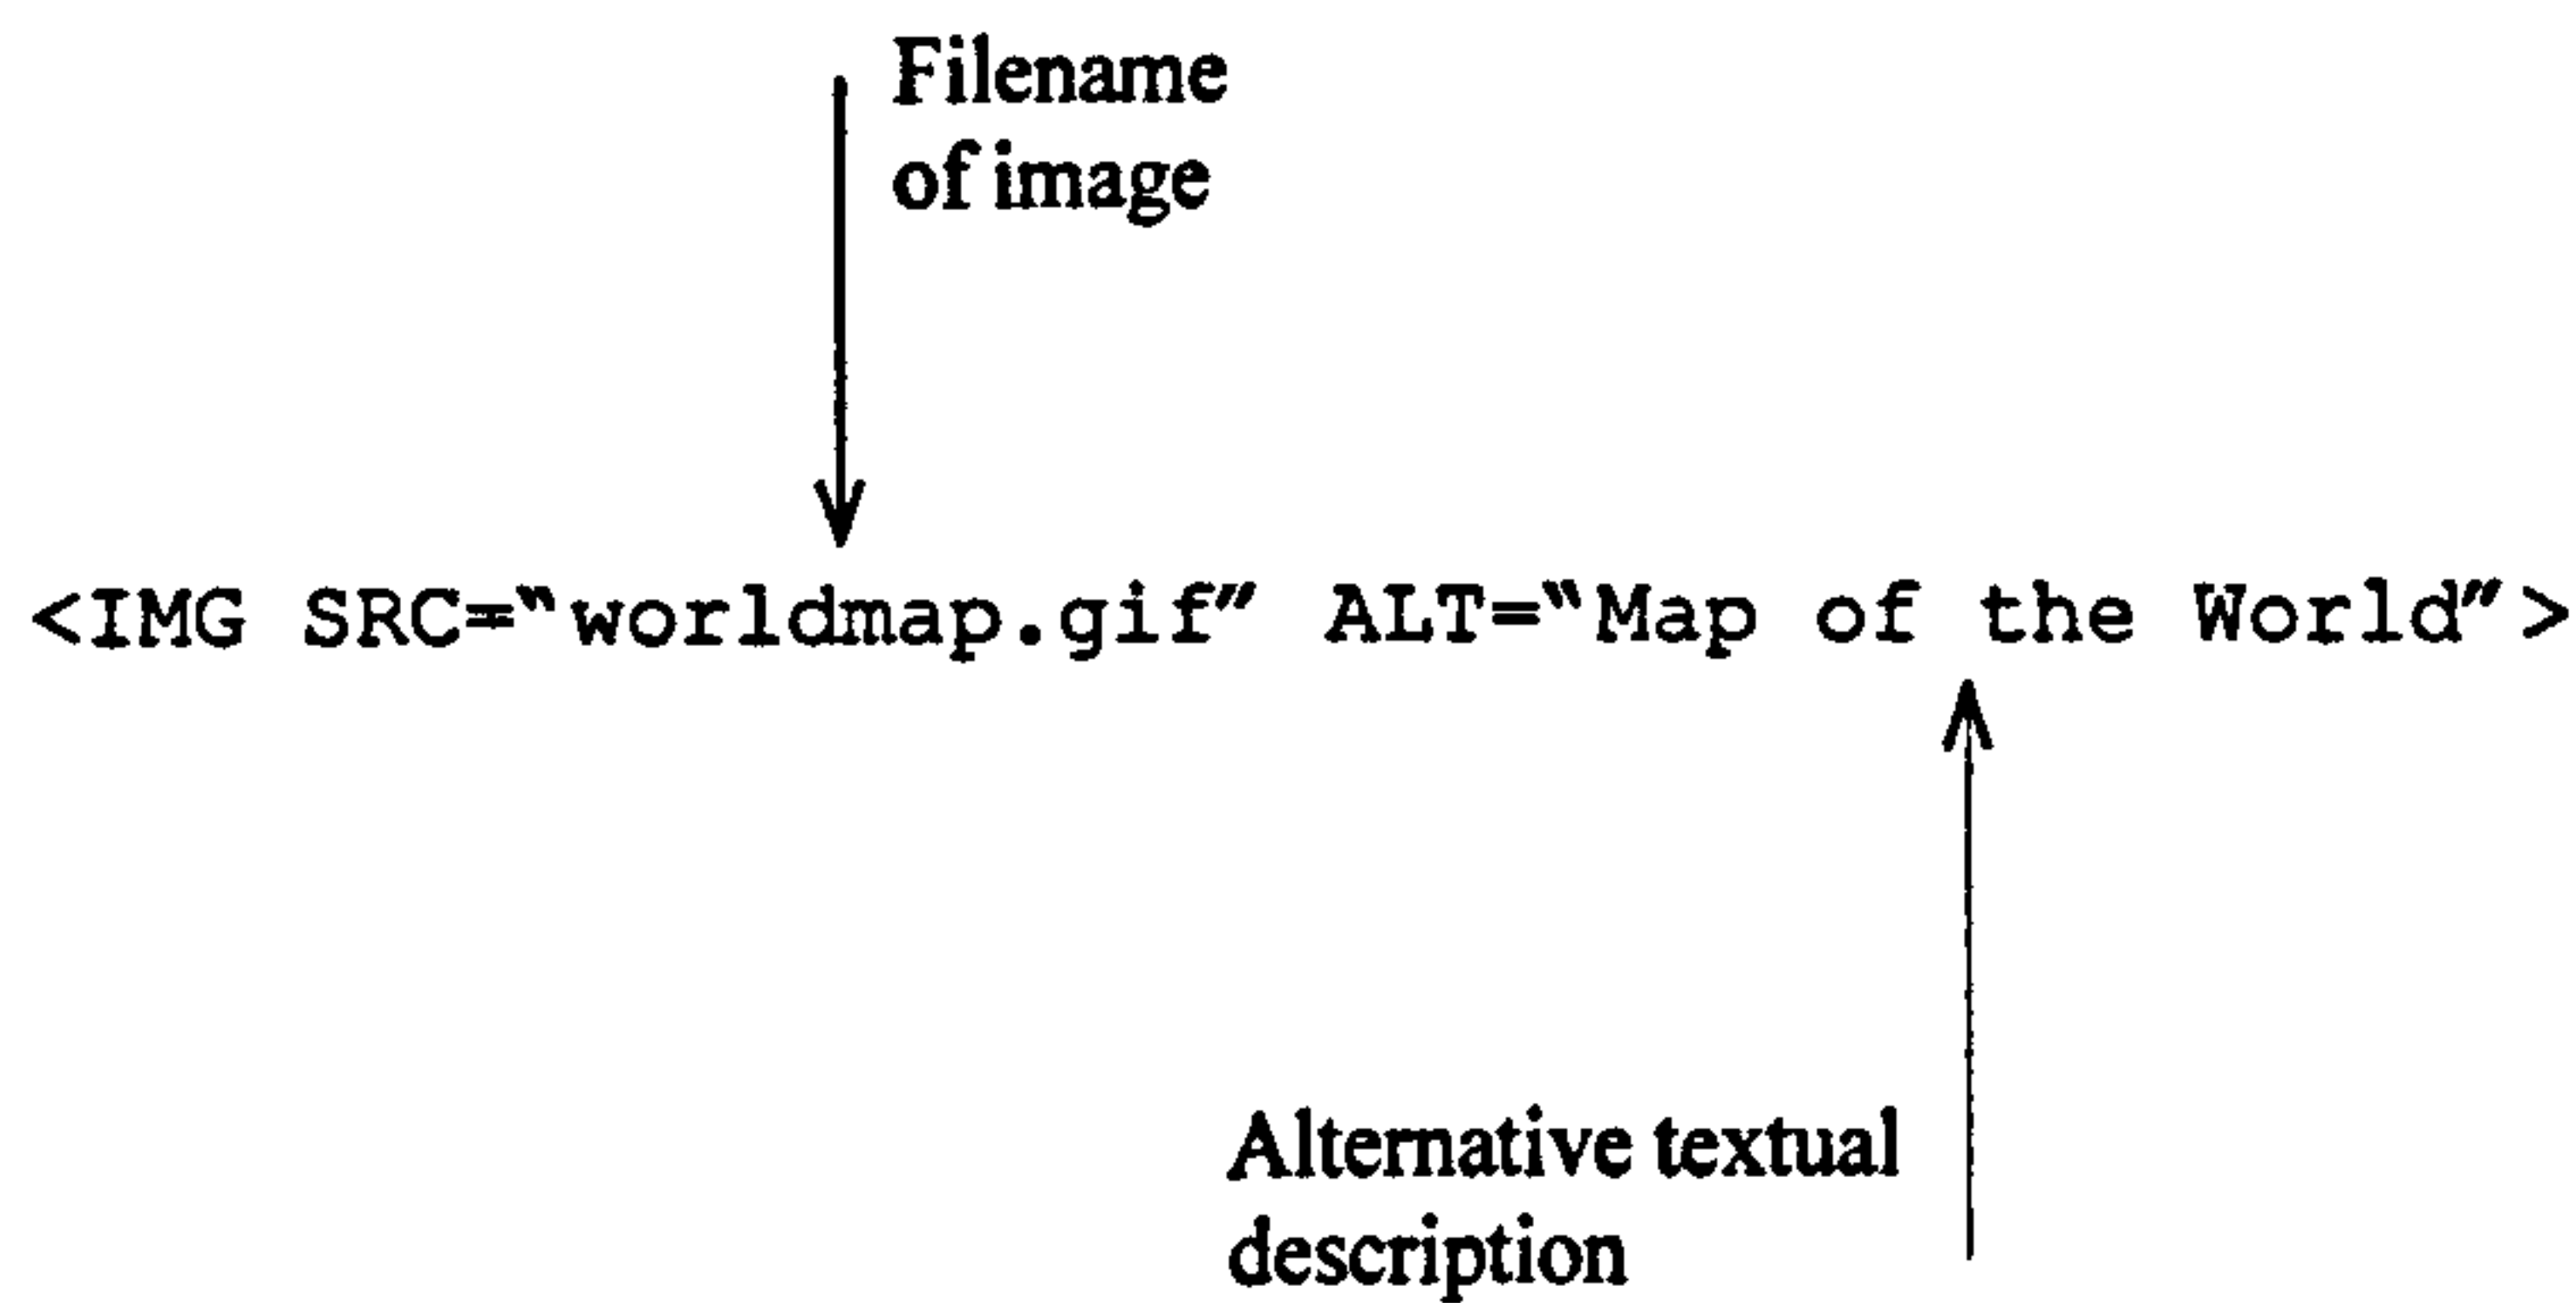 Filename
of image
<IMG SRC=“worldmap.gif” ALT=“Map of the World”>
Alternative textual
description